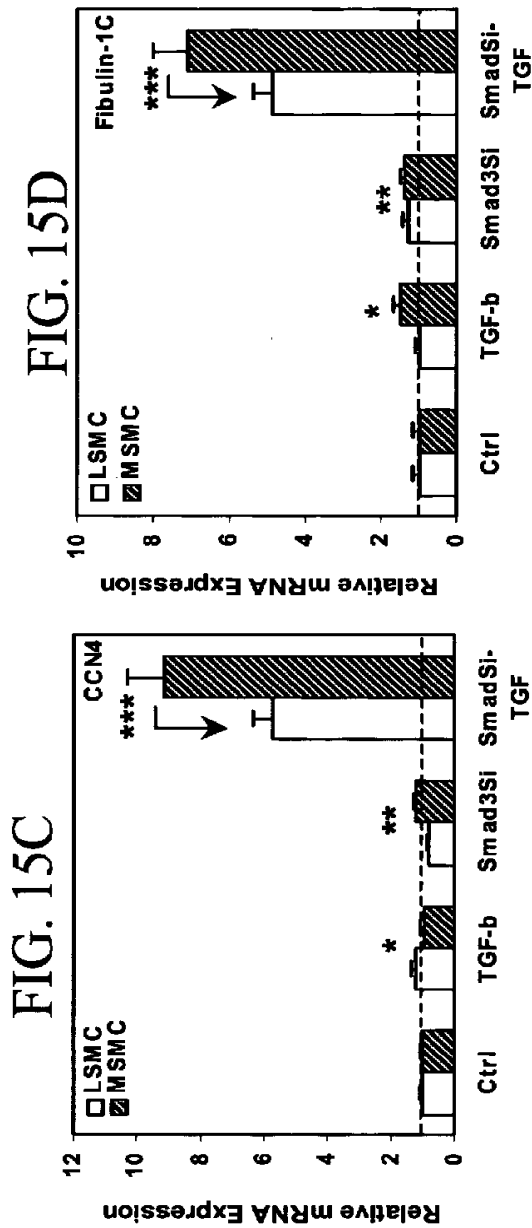 FIG. 15C
CCN4
LSMC
MSMC
Relative mRNA Expression
12
10
8
6
4
2
0
*
**
***
Ctrl
TGF-b
Smad3Si
SmadSi-
TGF
FIG. 15D
Fibulin-1C
LSMC
MSMC
Relative mRNA Expression
10
8
6
4
2
0
*
**
***
Ctrl
TGF-b
Smad3Si
SmadSi-
TGF